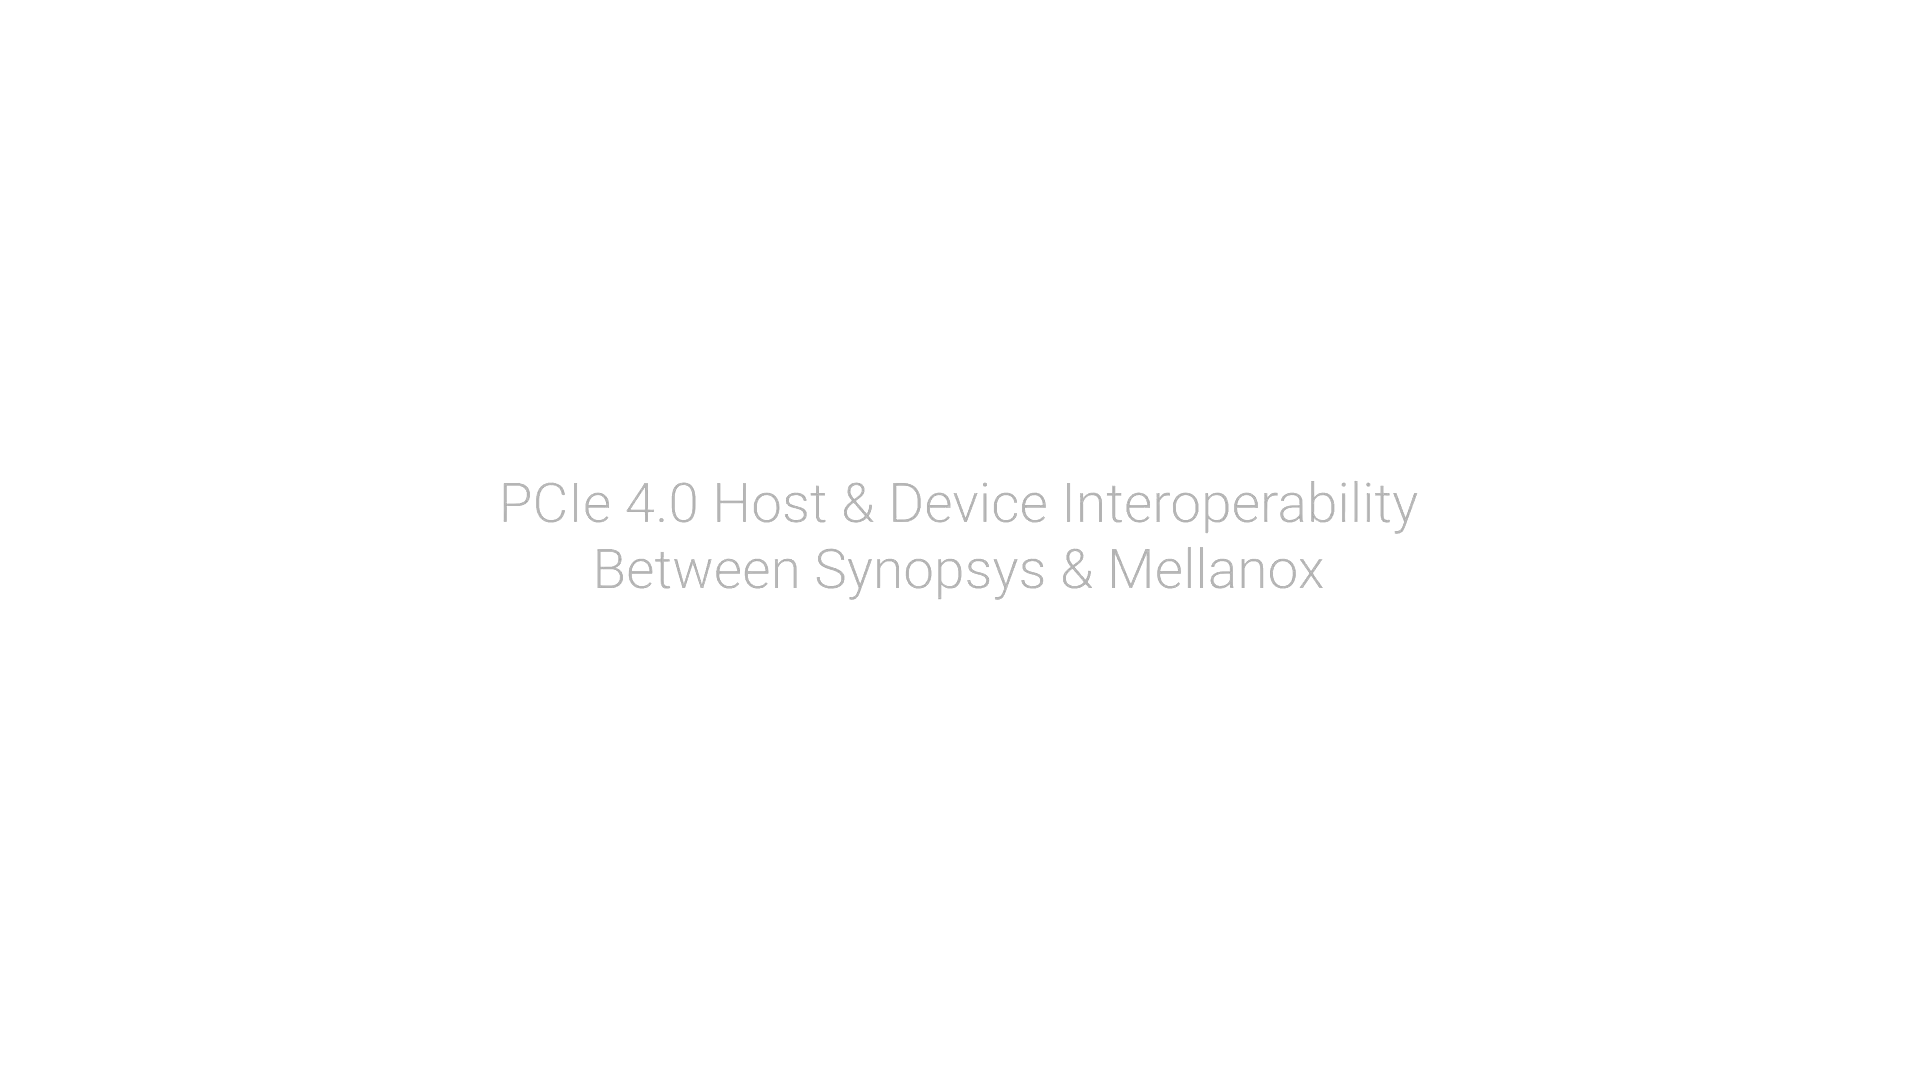 PCIe 4.0 Host & Device Interoperability
Between Synopsys & Mellanox